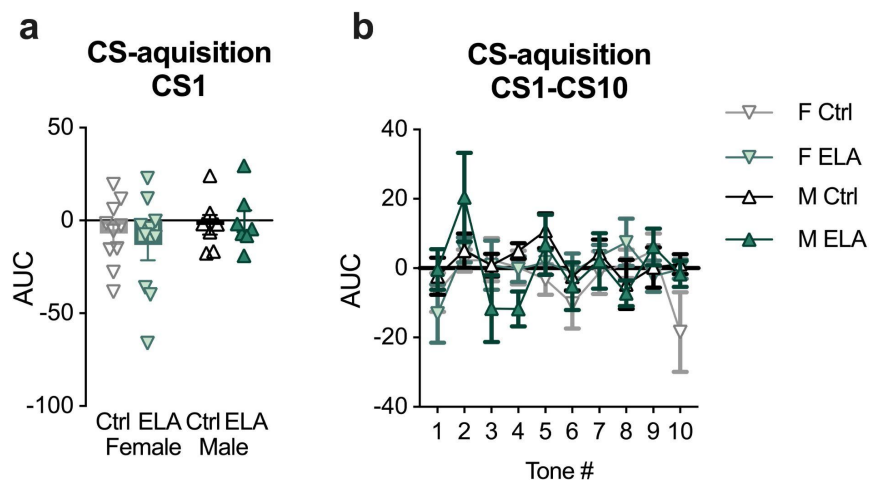 a
CS-aquisition
CS1
50
0
-50
-100
AUC
Ctrl ELA Ctrl ELA
Female Male
b
CS-aquisition
CS1-CS10
40
20
0
-20
-40
AUC
1 2 3 4 5 6 7 8 9 10
Tone #
F Ctrl
F ELA
M Ctrl
M ELA